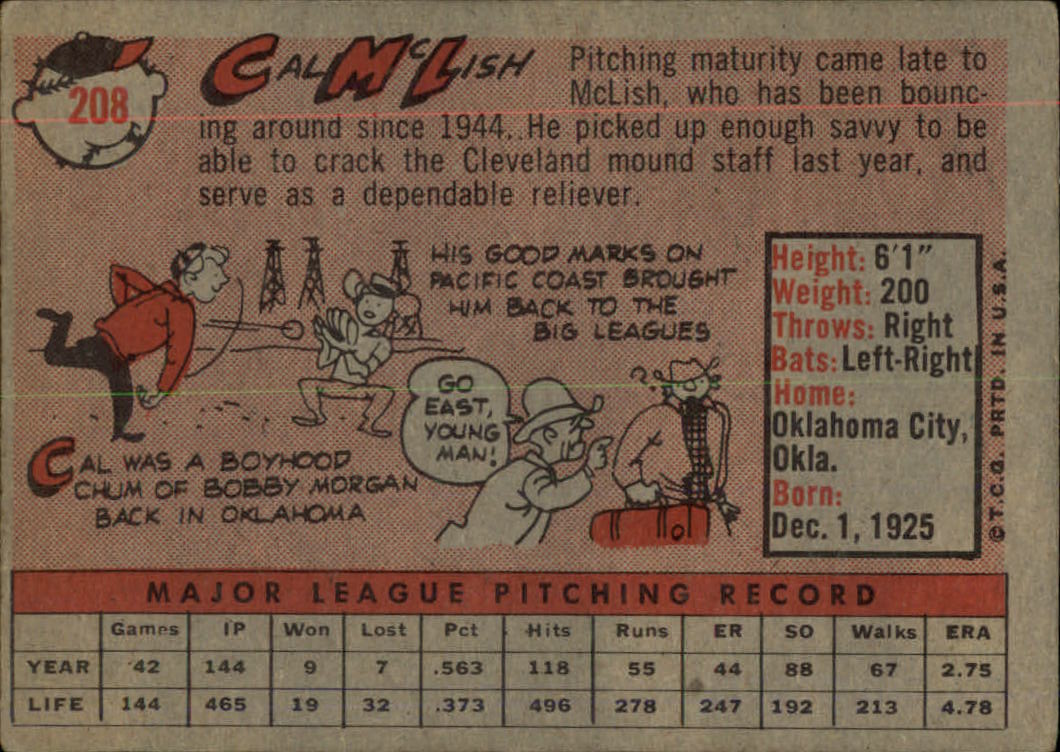 208
CAL McLISH
Pitching maturity came late to
McLish, who has been bounc-
ing around since 1944. He picked up enough savvy to be
able to crack the Cleveland mound staff last year, and
serve as a dependable reliever.
HIS GOOD MARKS ON
PACIFIC COAST BROUGHT
HIM BACK TO THE
BIG LEAGUES
GO
EAST,
YOUNG
MAN!
?
CAL WAS A BOYHOOD
CHUM OF BOBBY MORGAN
BACK IN OKLAHOMA
Height: 6'1"
Weight: 200
Throws: Right
Bats: Left-Right
Home:
Oklahoma City,
Okla.
Born:
Dec. 1, 1925
© T.C.G. PRTD. IN U.S.A.
MAJOR LEAGUE PITCHING RECORD
Games IP Won Lost Pct Hits Runs ER SO Walks ERA
YEAR 42 144 9 7 .563 118 55 44 88 67 2.75
LIFE 144 465 19 32 .373 496 278 247 192 213 4.78